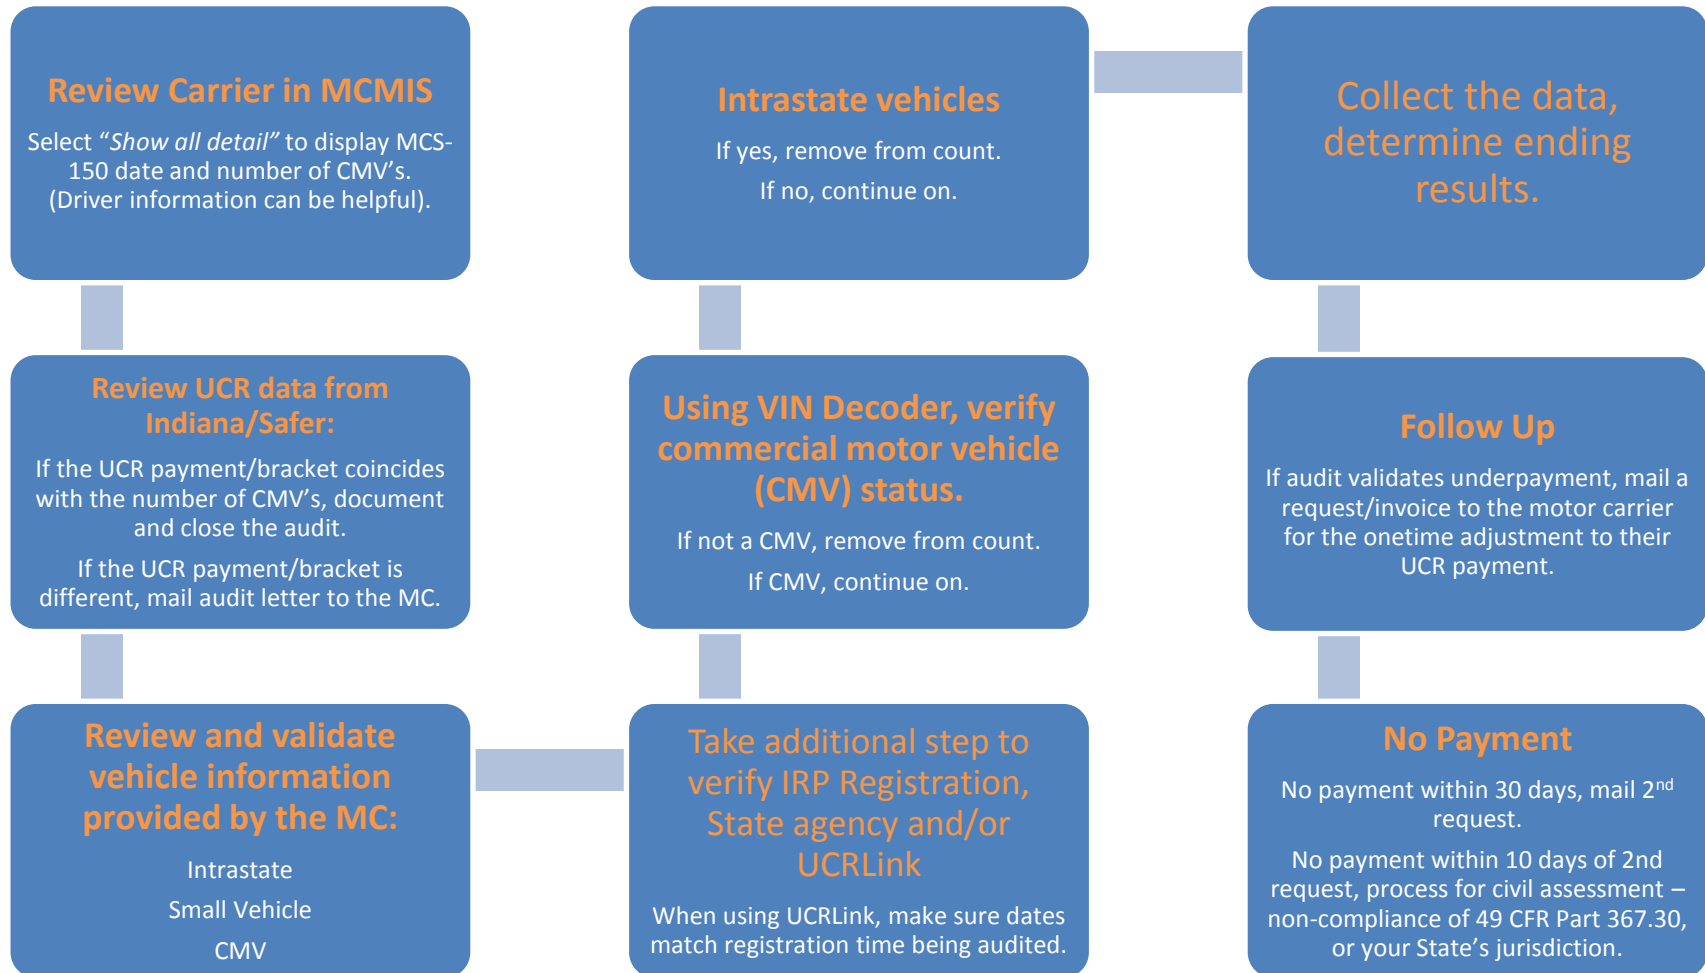 Review Carrier in MCMIS
Select “Show all detail” to display MCS-
150 date and number of CMV’s.
(Driver information can be helpful).
Review UCR data from
Indiana/Safer:
If the UCR payment/bracket coincides
with the number of CMV’s, document
and close the audit.
If the UCR payment/bracket is
different, mail audit letter to the MC.
Review and validate
vehicle information
provided by the MC:
Intrastate
Small Vehicle
CMV
Take additional step to
verify IRP Registration,
State agency and/or
UCRLink
When using UCRLink, make sure dates
match registration time being audited.
Using VIN Decoder, verify
commercial motor vehicle
(CMV) status.
If not a CMV, remove from count.
If CMV, continue on.
Intrastate vehicles
If yes, remove from count.
If no, continue on.
Collect the data,
determine ending
results.
Follow Up
If audit validates underpayment, mail a
request/invoice to the motor carrier
for the onetime adjustment to their
UCR payment.
No Payment
No payment within 30 days, mail 2nd
request.
No payment within 10 days of 2nd
request, process for civil assessment –
non-compliance of 49 CFR Part 367.30,
or your State’s jurisdiction.